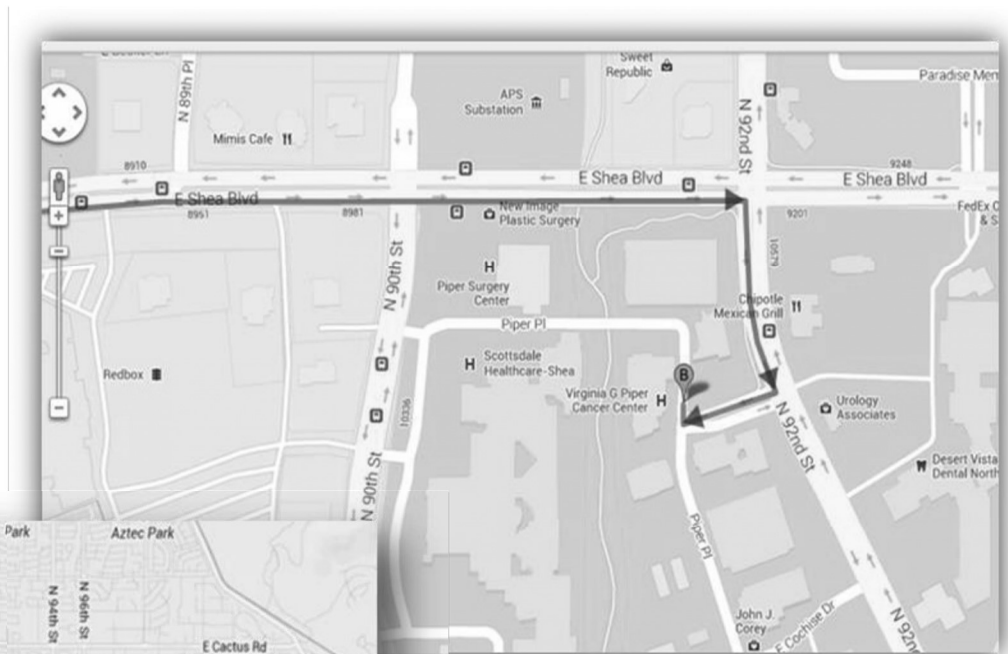 N 89th Pl
Sweet
Republic
APS
Substation
Paradise Mem
Mimis Cafe
N 92nd St
8910
9248
E Shea Blvd
E Shea Blvd
E Shea Blvd
8951
8981
9201
New Image
Plastic Surgery
FedEx O
& S
N 90th St
10579
H
Piper Surgery
Center
Chipotle
Mexican Grill
Piper Pl
H
Scottsdale
Healthcare-Shea
Redbox
B
Virginia G Piper
Cancer Center
H
Urology
Associates
10336
N 92nd St
N 90th St
Desert Vista
Dental North
Piper Pl
Park
Aztec Park
N 94th St
N 96th St
John J.
Corey
E Cochise Dr
N 92n
E Cactus Rd